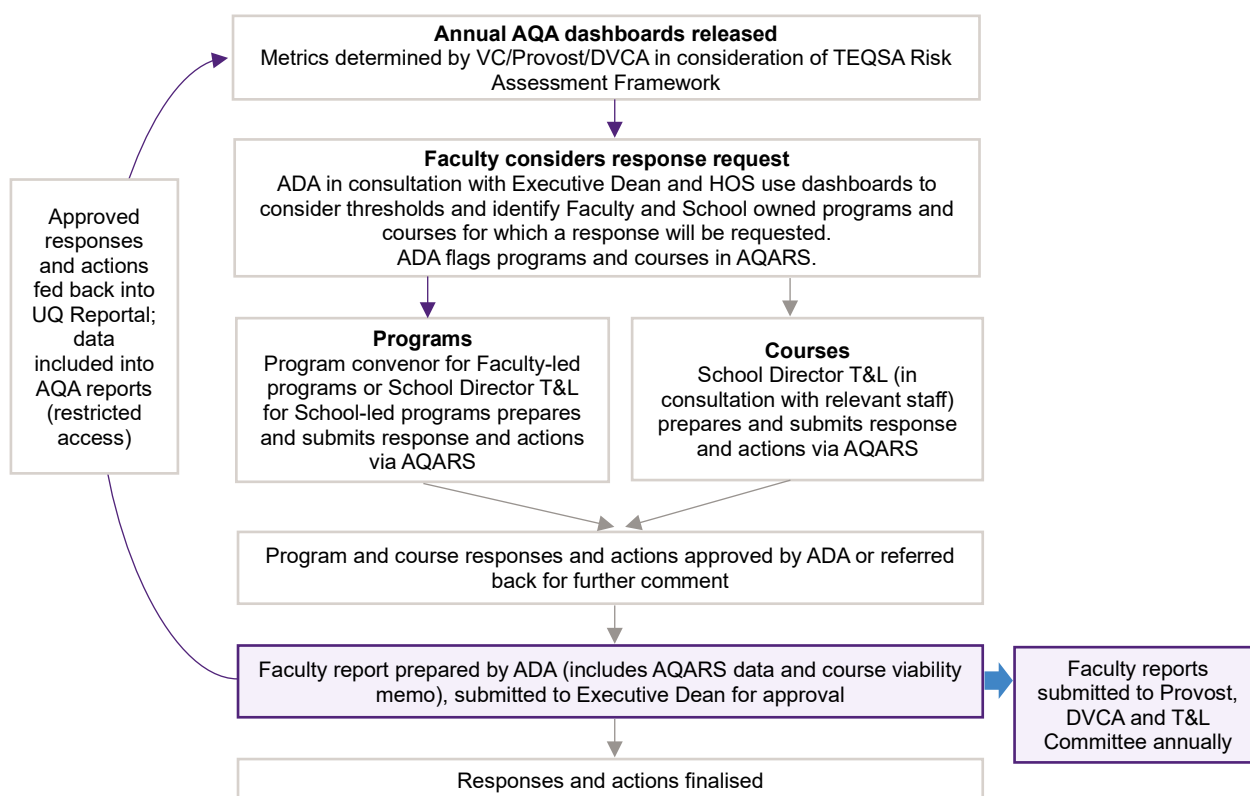 Annual AQA dashboards released
Metrics determined by VC/Provost/DVCA in consideration of TEQSA Risk
Assessment Framework
Faculty considers response request
ADA in consultation with Executive Dean and HOS use dashboards to
consider thresholds and identify Faculty and School owned programs and
courses for which a response will be requested.
ADA flags programs and courses in AQARS.
Approved
responses
and actions
fed back into
UQ Reportal;
data
included into
AQA reports
(restricted
access)
Programs
Program convenor for Faculty-led
programs or School Director T&L
for School-led programs prepares
and submits response and actions
via AQARS
Courses
School Director T&L (in
consultation with relevant staff)
prepares and submits response
and actions via AQARS
Program and course responses and actions approved by ADA or referred
back for further comment
Faculty report prepared by ADA (includes AQARS data and course viability
memo), submitted to Executive Dean for approval
Faculty reports
submitted to Provost,
DVCA and T&L
Committee annually
Responses and actions finalised